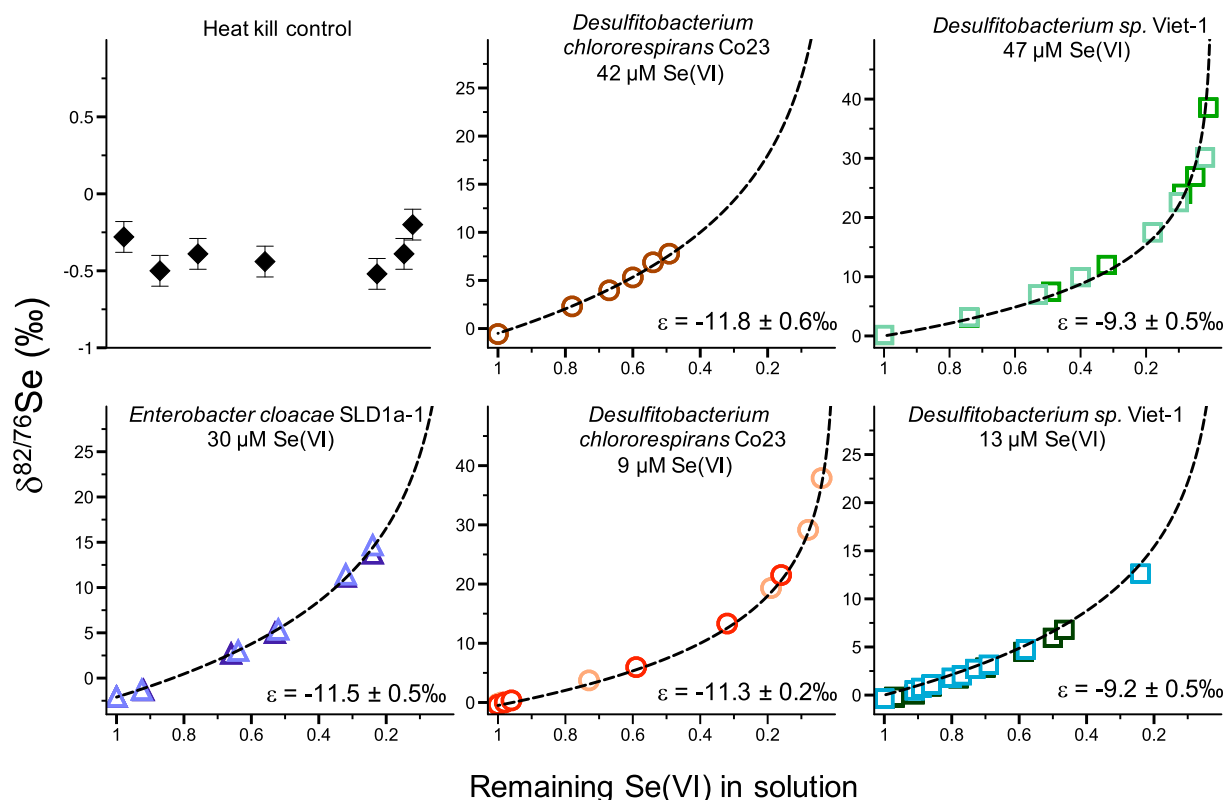 Heat kill control
0.5
0
-0.5
-1
Desulfitobacterium
chlororespirans Co23
42 µM Se(VI)
25
20
15
10
5
0
ε = -11.8 ± 0.6‰
1 0.8 0.6 0.4 0.2
Desulfitobacterium sp. Viet-1
47 µM Se(VI)
40
30
20
10
0
ε = -9.3 ± 0.5‰
1 0.8 0.6 0.4 0.2
δ82/76Se (‰)
Enterobacter cloacae SLD1a-1
30 µM Se(VI)
25
20
15
10
5
0
ε = -11.5 ± 0.5‰
1 0.8 0.6 0.4 0.2
Desulfitobacterium
chlororespirans Co23
9 µM Se(VI)
40
30
20
10
0
ε = -11.3 ± 0.2‰
1 0.8 0.6 0.4 0.2
Desulfitobacterium sp. Viet-1
13 µM Se(VI)
25
20
15
10
5
0
ε = -9.2 ± 0.5‰
1 0.8 0.6 0.4 0.2
Remaining Se(VI) in solution